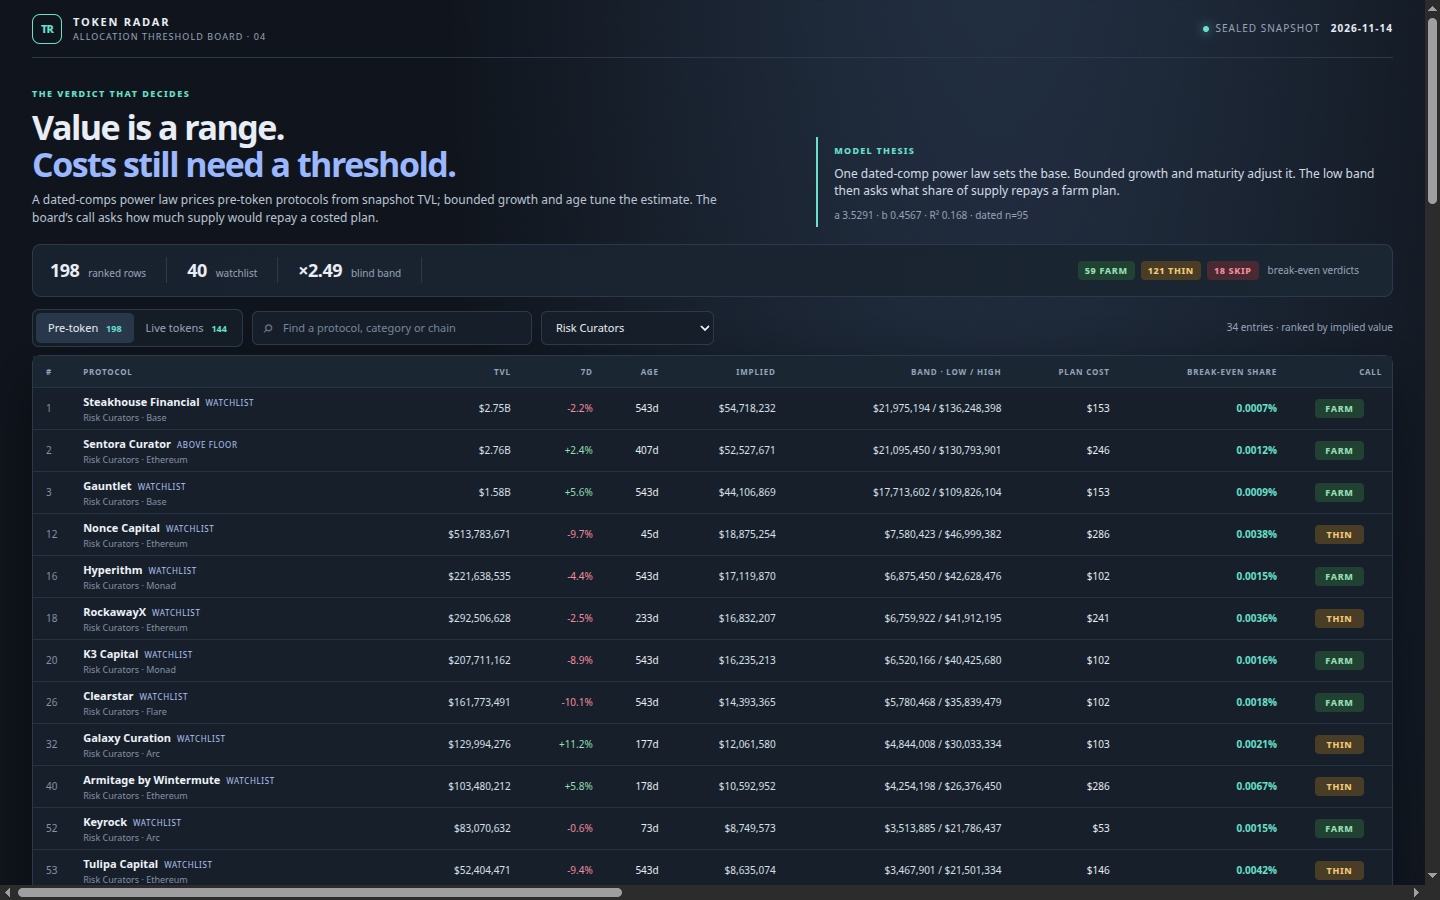 TR
TOKEN RADAR
ALLOCATION THRESHOLD BOARD · 04
SEALED SNAPSHOT 2026-11-14
THE VERDICT THAT DECIDES
Value is a range.
Costs still need a threshold.
A dated-comps power law prices pre-token protocols from snapshot TVL; bounded growth and age tune the estimate. The
board's call asks how much supply would repay a costed plan.
MODEL THESIS
One dated-comp power law sets the base. Bounded growth and maturity adjust it. The low band
then asks what share of supply repays a farm plan.
a 3.5291 · b 0.4567 · R² 0.168 · dated n=95
198 ranked rows 40 watchlist ×2.49 blind band 59 FARM 121 THIN 18 SKIP break-even verdicts
Pre-token 198 Live tokens 144 Find a protocol, category or chain Risk Curators 34 entries · ranked by implied value
# PROTOCOL TVL 7D AGE IMPLIED BAND · LOW / HIGH PLAN COST BREAK-EVEN SHARE CALL
1 Steakhouse Financial WATCHLIST $2.75B -2.2% 543d $54,718,232 $21,975,194 / $136,248,398 $153 0.0007% FARM
Risk Curators · Base
2 Sentora Curator ABOVE FLOOR $2.76B +2.4% 407d $52,527,671 $21,095,450 / $130,793,901 $246 0.0012% FARM
Risk Curators · Ethereum
3 Gauntlet WATCHLIST $1.58B +5.6% 543d $44,106,869 $17,713,602 / $109,826,104 $153 0.0009% FARM
Risk Curators · Base
12 Nonce Capital WATCHLIST $513,783,671 -9.7% 45d $18,875,254 $7,580,423 / $46,999,382 $286 0.0038% THIN
Risk Curators · Ethereum
16 Hyperithm WATCHLIST $221,638,535 -4.4% 543d $17,119,870 $6,875,450 / $42,628,476 $102 0.0015% FARM
Risk Curators · Monad
18 RockawayX WATCHLIST $292,506,628 -2.5% 233d $16,832,207 $6,759,922 / $41,912,195 $241 0.0036% THIN
Risk Curators · Ethereum
20 K3 Capital WATCHLIST $207,711,162 -8.9% 543d $16,235,213 $6,520,166 / $40,425,680 $102 0.0016% FARM
Risk Curators · Monad
26 Clearstar WATCHLIST $161,773,491 -10.1% 543d $14,393,365 $5,780,468 / $35,839,479 $102 0.0018% FARM
Risk Curators · Flare
32 Galaxy Curation WATCHLIST $129,994,276 +11.2% 177d $12,061,580 $4,844,008 / $30,033,334 $103 0.0021% THIN
Risk Curators · Arc
40 Armitage by Wintermute WATCHLIST $103,480,212 +5.8% 178d $10,592,952 $4,254,198 / $26,376,450 $286 0.0067% THIN
Risk Curators · Ethereum
52 Keyrock WATCHLIST $83,070,632 -0.6% 73d $8,749,573 $3,513,885 / $21,786,437 $53 0.0015% FARM
Risk Curators · Arc
53 Tulipa Capital WATCHLIST $52,404,471 -9.4% 543d $8,635,074 $3,467,901 / $21,501,334 $146 0.0042% THIN
Risk Curators · Ethereum